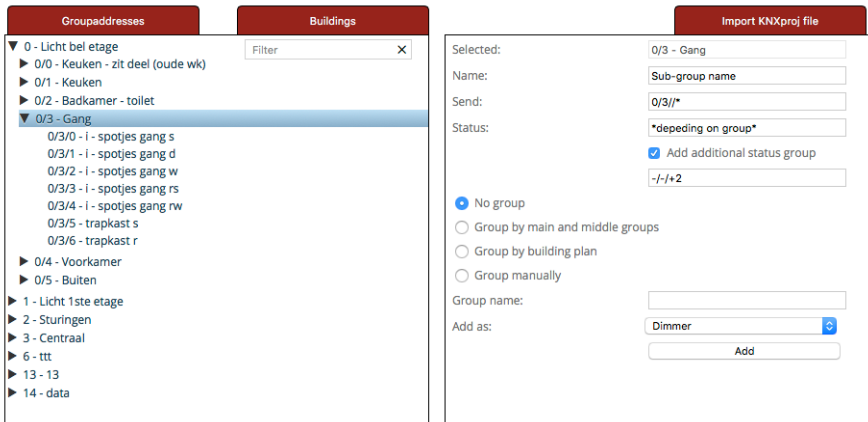 Groupaddresses
Buildings
Import KNXproj file
0 - Licht bel etage
Filter
0/0 - Keuken - zit deel (oude wk)
0/1 - Keuken
0/2 - Badkamer - toilet
0/3 - Gang
0/3/0 - i - spotjes gang s
0/3/1 - i - spotjes gang d
0/3/2 - i - spotjes gang w
0/3/3 - i - spotjes gang rs
0/3/4 - i - spotjes gang rw
0/3/5 - trapkast s
0/3/6 - trapkast r
0/4 - Voorkamer
0/5 - Buiten
1 - Licht 1ste etage
2 - Sturingen
3 - Centraal
6 - ttt
13 - 13
14 - data
Selected: 0/3 - Gang
Name: Sub-group name
Send: 0/3//*
Status: *depeding on group*
Add additional status group
-/-/+2
No group
Group by main and middle groups
Group by building plan
Group manually
Group name:
Add as: Dimmer
Add